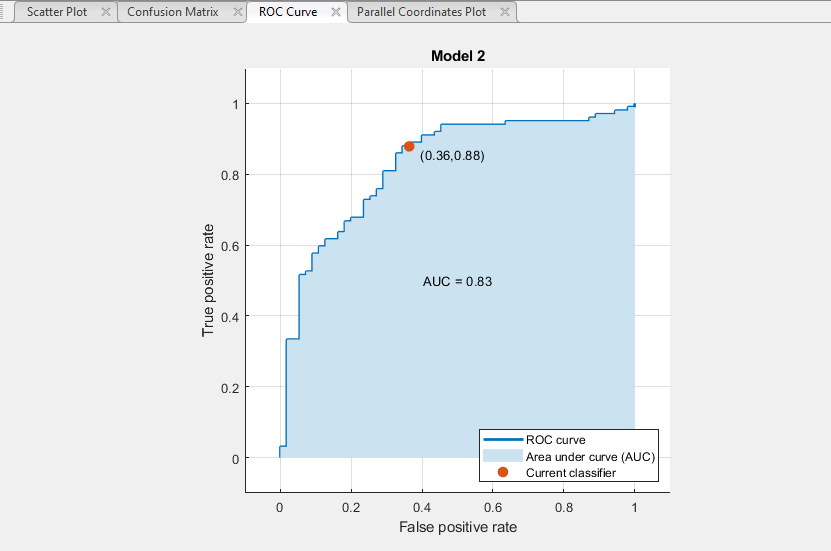 Scatter Plot Confusion Matrix ROC Curve Parallel Coordinates Plot
Model 2
1
0.8
0.6
0.4
0.2
0
True positive rate
(0.36,0.88)
AUC = 0.83
ROC curve
Area under curve (AUC)
Current classifier
0 0.2 0.4 0.6 0.8 1
False positive rate